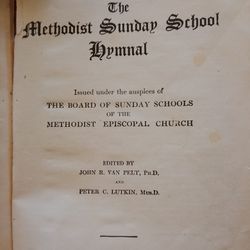 The
Methodist Sunday School
Hymnal
Issued under the auspices of
THE BOARD OF SUNDAY SCHOOLS
OF THE
METHODIST EPISCOPAL CHURCH
EDITED BY
JOHN R. VAN PELT, PH.D.
AND
PETER C. LUTKIN, MUS.D.